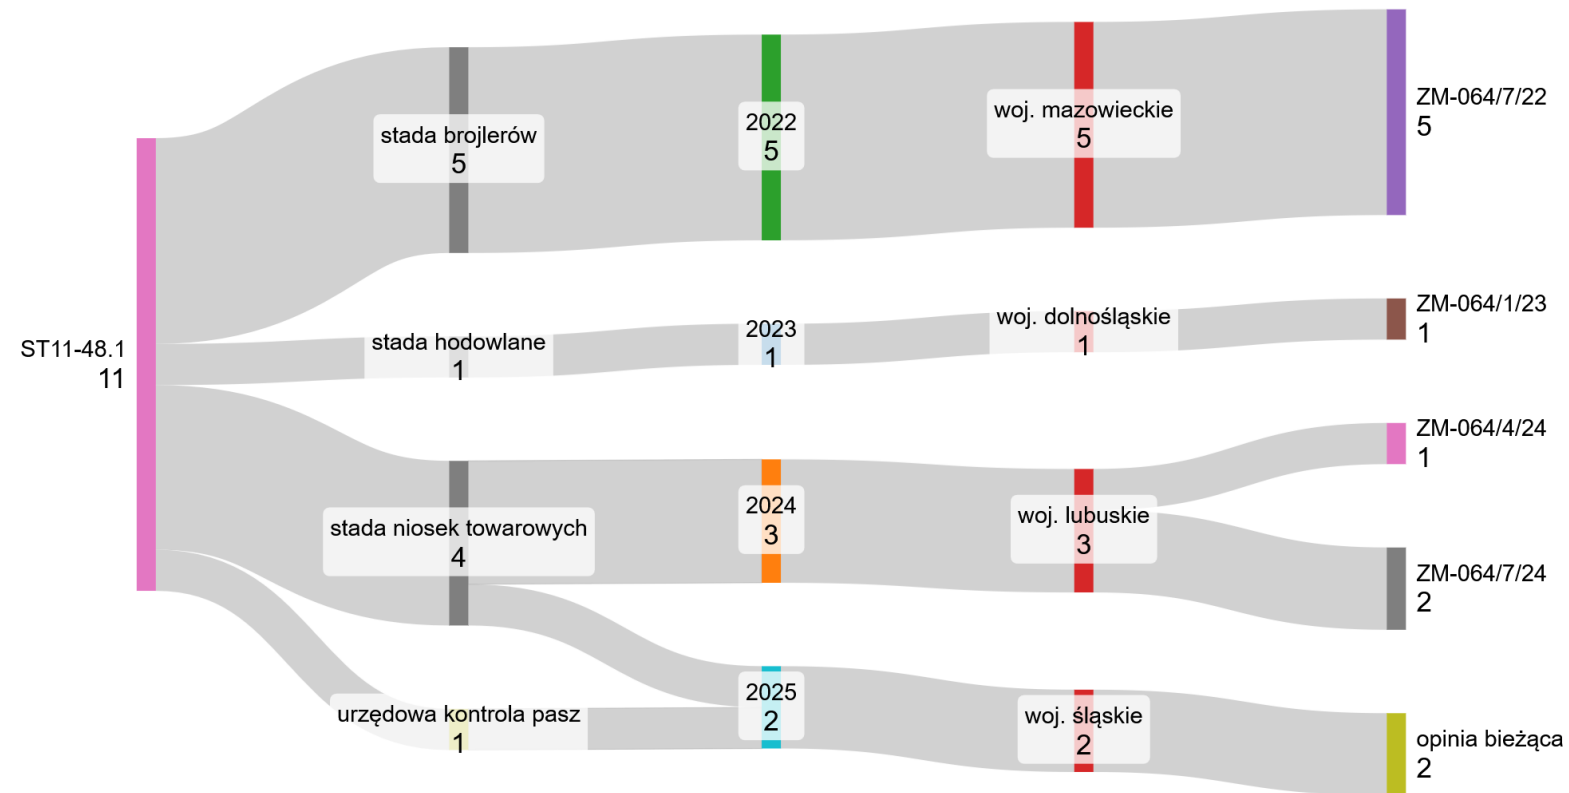 ST11-48.1
11
stada brojlerów
5
stada hodowlane
1
stada niosek towarowych
4
urzędowa kontrola pasz
1
2022
5
2023
1
2024
3
2025
2
woj. mazowieckie
5
woj. dolnośląskie
1
woj. lubuskie
3
woj. śląskie
2
ZM-064/7/22
5
ZM-064/1/23
1
ZM-064/4/24
1
ZM-064/7/24
2
opinia bieżąca
2